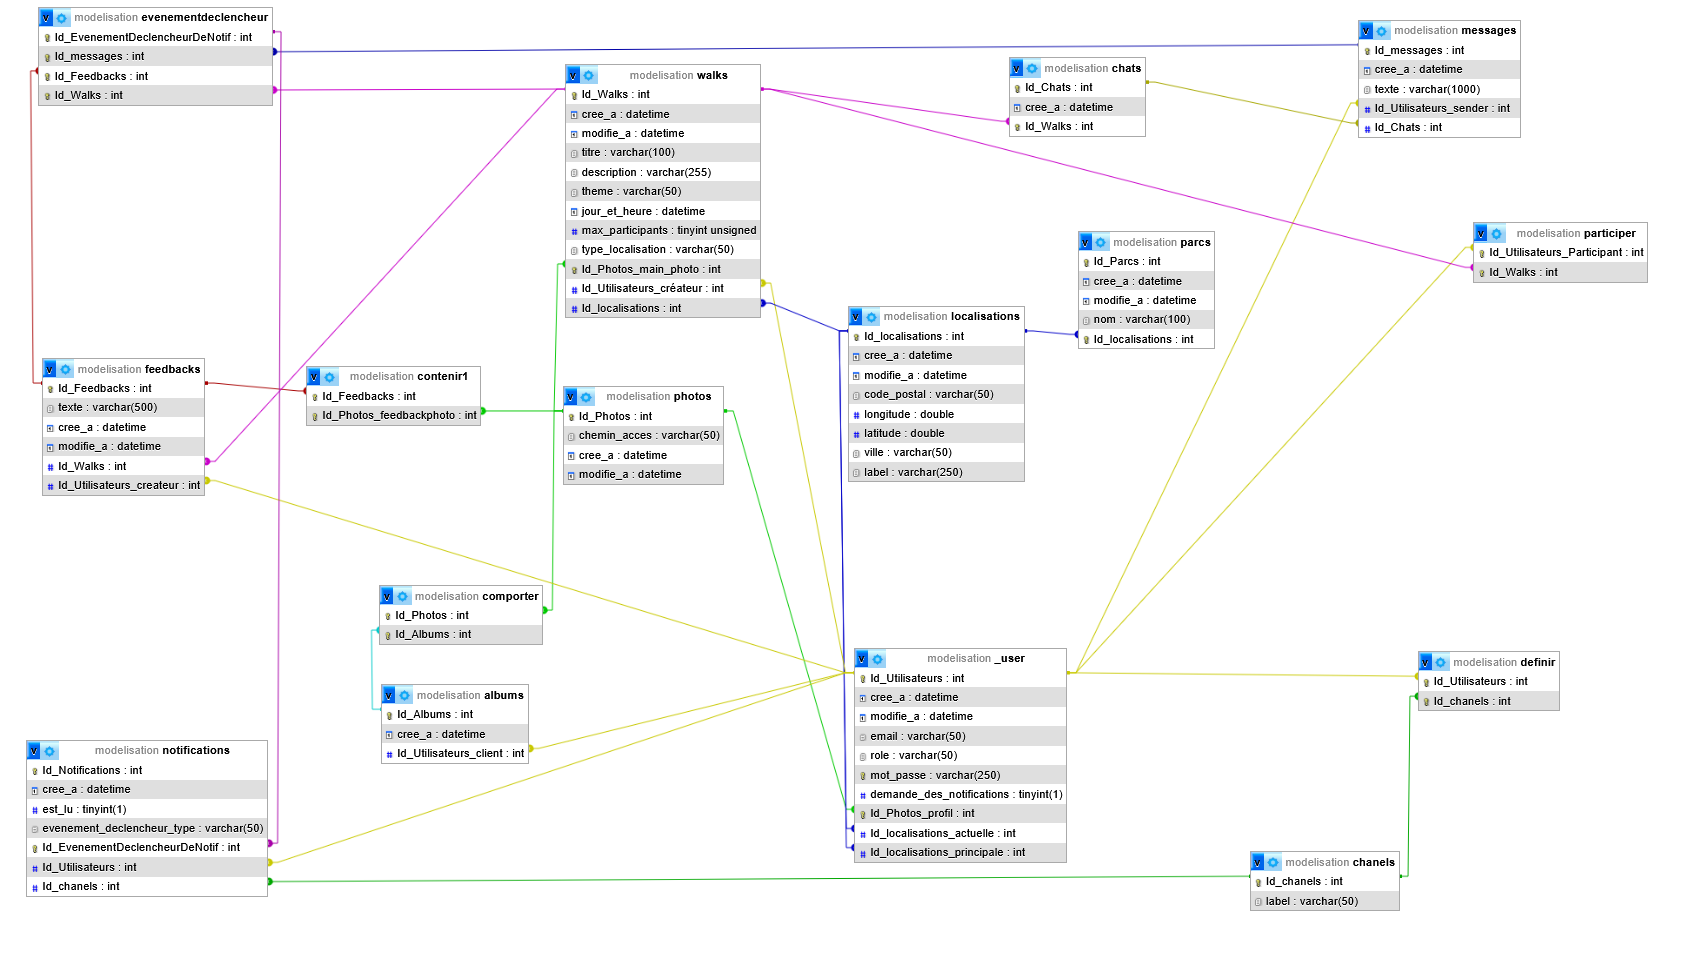 v modelisation evenementdeclencheur
Id_EvenementDeclencheurDeNotif : int
Id_messages : int
Id_Feedbacks : int
Id_Walks : int
v modelisation walks
Id_Walks : int
cree_a : datetime
modifie_a : datetime
titre : varchar(100)
description : varchar(255)
theme : varchar(50)
jour_et_heure : datetime
# max_participants : tinyint unsigned
type_localisation : varchar(50)
Id_Photos_main_photo : int
# Id_Utilisateurs_créateur : int
# Id_localisations : int
v modelisation chats
Id_Chats : int
cree_a : datetime
Id_Walks : int
v modelisation messages
Id_messages : int
cree_a : datetime
texte : varchar(1000)
# Id_Utilisateurs_sender : int
# Id_Chats : int
v modelisation parcs
Id_Parcs : int
cree_a : datetime
modifie_a : datetime
nom : varchar(100)
Id_localisations : int
v modelisation participer
Id_Utilisateurs_Participant : int
Id_Walks : int
v modelisation localisations
Id_localisations : int
cree_a : datetime
modifie_a : datetime
code_postal : varchar(50)
# longitude : double
# latitude : double
ville : varchar(50)
label : varchar(250)
v modelisation feedbacks
Id_Feedbacks : int
texte : varchar(500)
cree_a : datetime
modifie_a : datetime
# Id_Walks : int
# Id_Utilisateurs_createur : int
v modelisation contenir1
Id_Feedbacks : int
Id_Photos_feedbackphoto : int
v modelisation photos
Id_Photos : int
chemin_acces : varchar(50)
cree_a : datetime
modifie_a : datetime
v modelisation comporter
Id_Photos : int
Id_Albums : int
v modelisation albums
Id_Albums : int
cree_a : datetime
# Id_Utilisateurs_client : int
v modelisation _user
Id_Utilisateurs : int
cree_a : datetime
modifie_a : datetime
email : varchar(50)
role : varchar(50)
mot_passe : varchar(250)
# demande_des_notifications : tinyint(1)
Id_Photos_profil : int
# Id_localisations_actuelle : int
# Id_localisations_principale : int
v modelisation definir
Id_Utilisateurs : int
Id_chanels : int
v modelisation notifications
Id_Notifications : int
cree_a : datetime
# est_lu : tinyint(1)
evenement_declencheur_type : varchar(50)
Id_EvenementDeclencheurDeNotif : int
# Id_Utilisateurs : int
# Id_chanels : int
v modelisation chanels
Id_chanels : int
label : varchar(50)